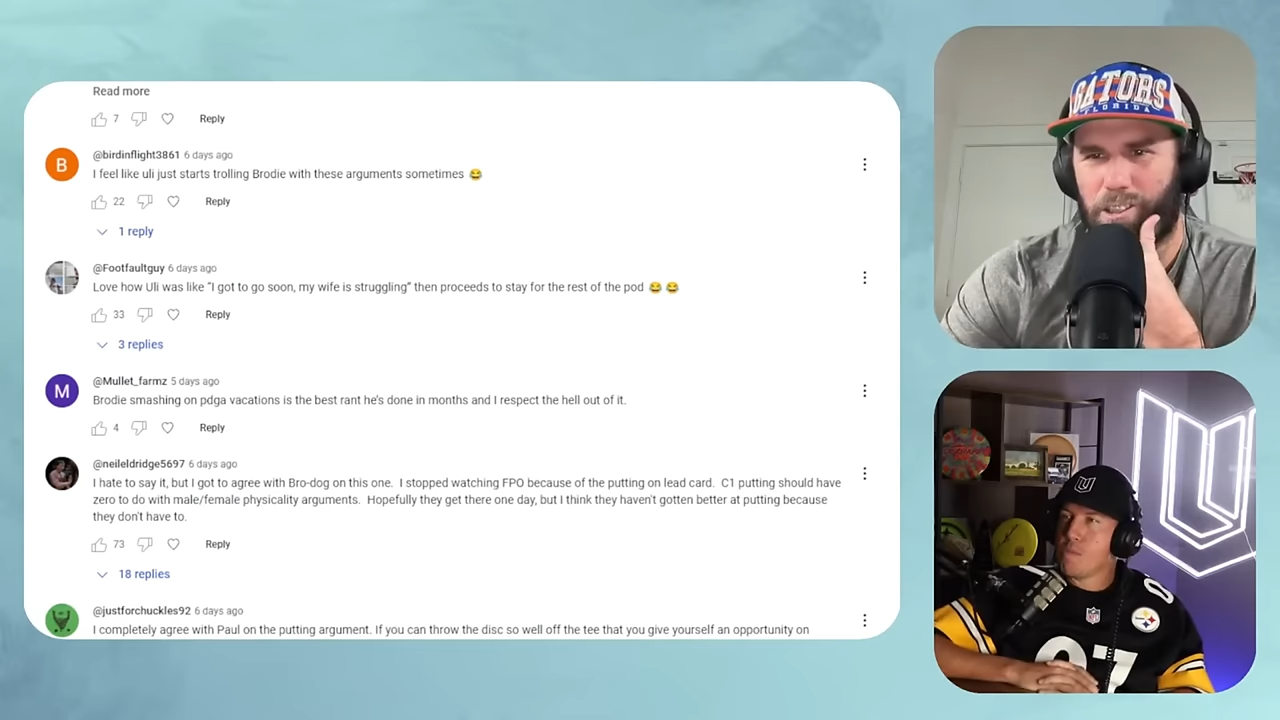 Read more
7 Reply
B
@birdinflight3861 6 days ago
I feel like uli just starts trolling Brodie with these arguments sometimes 😂
22 Reply
1 reply
@Footfaultguy 6 days ago
Love how Uli was like "I got to go soon, my wife is struggling" then proceeds to stay for the rest of the pod 😂 😂
33 Reply
3 replies
M
@Mullet_farmz 5 days ago
Brodie smashing on pdga vacations is the best rant he's done in months and I respect the hell out of it.
4 Reply
@neileldridge5697 6 days ago
I hate to say it, but I got to agree with Bro-dog on this one. I stopped watching FPO because of the putting on lead card. C1 putting should have
zero to do with male/female physicality arguments. Hopefully they get there one day, but I think they haven't gotten better at putting because
they don't have to.
73 Reply
18 replies
@justforchuckles92 6 days ago
I completely agree with Paul on the putting argument. If you can throw the disc so well off the tee that you give yourself an opportunity on
GATORS
FLORIDA
NFL